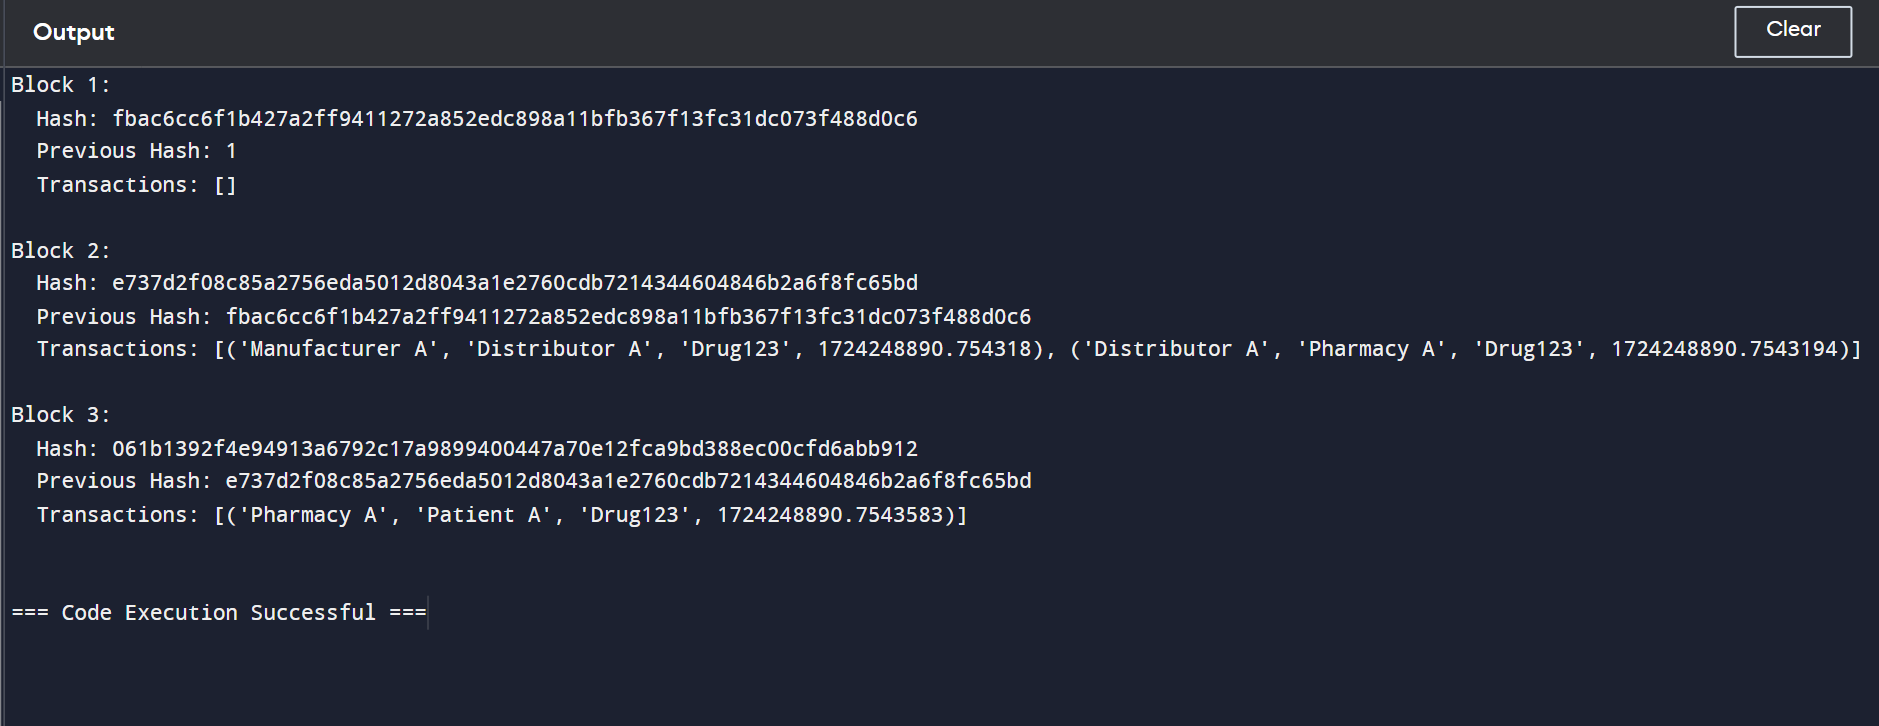 Output
Clear
Block 1:
  Hash: fbac6cc6f1b427a2ff9411272a852edc898a11bfb367f13fc31dc073f488d0c6
  Previous Hash: 1
  Transactions: []
Block 2:
  Hash: e737d2f08c85a2756eda5012d8043a1e2760cdb7214344604846b2a6f8fc65bd
  Previous Hash: fbac6cc6f1b427a2ff9411272a852edc898a11bfb367f13fc31dc073f488d0c6
  Transactions: [('Manufacturer A', 'Distributor A', 'Drug123', 1724248890.754318), ('Distributor A', 'Pharmacy A', 'Drug123', 1724248890.7543194)]
Block 3:
  Hash: 061b1392f4e94913a6792c17a9899400447a70e12fca9bd388ec00cfd6abb912
  Previous Hash: e737d2f08c85a2756eda5012d8043a1e2760cdb7214344604846b2a6f8fc65bd
  Transactions: [('Pharmacy A', 'Patient A', 'Drug123', 1724248890.7543583)]
=== Code Execution Successful ===